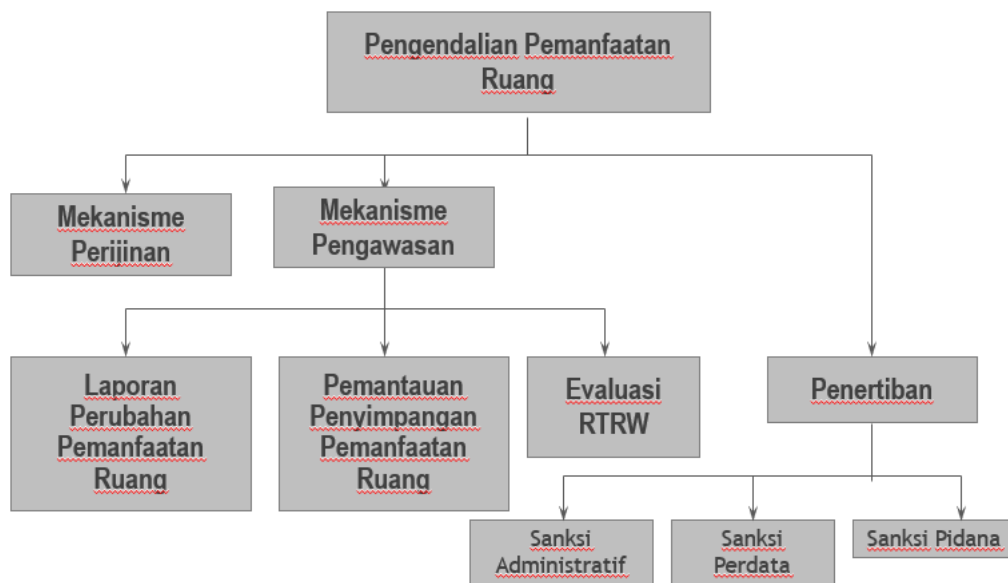 Pengendalian Pemanfaatan
Ruang
Mekanisme
Perijinan
Mekanisme
Pengawasan
Laporan
Perubahan
Pemanfaatan
Ruang
Pemantauan
Penyimpangan
Pemanfaatan
Ruang
Evaluasi
RTRW
Penertiban
Sanksi
Administratif
Sanksi
Perdata
Sanksi Pidana